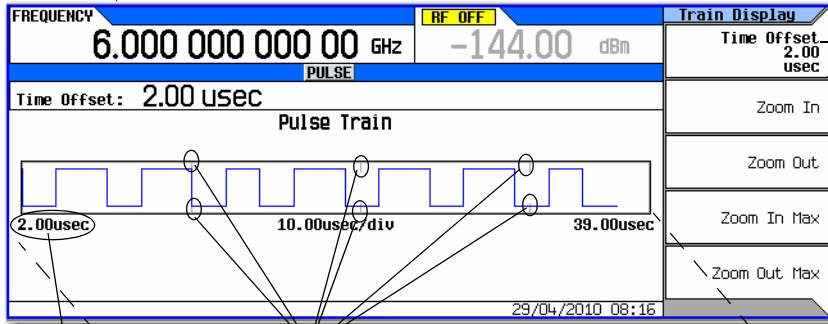 FREQUENCY
6.000 000 000 00 GHz
RF OFF
-144.00 dBm
PULSE
Time Offset: 2.00 usec
Pulse Train
2.00usec
10.00usec/div
39.00usec
29/04/2010 08:16
Train Display
Time Offset
2.00
usec
Zoom In
Zoom Out
Zoom In Max
Zoom Out Max